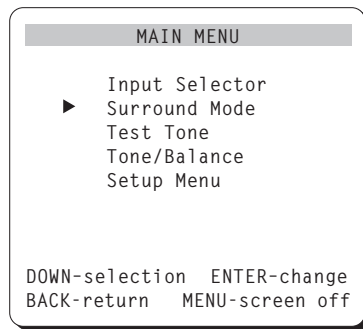 MAIN MENU
Input Selector
Surround Mode
Test Tone
Tone/Balance
Setup Menu
DOWN-selection ENTER-change
BACK-return MENU-screen off